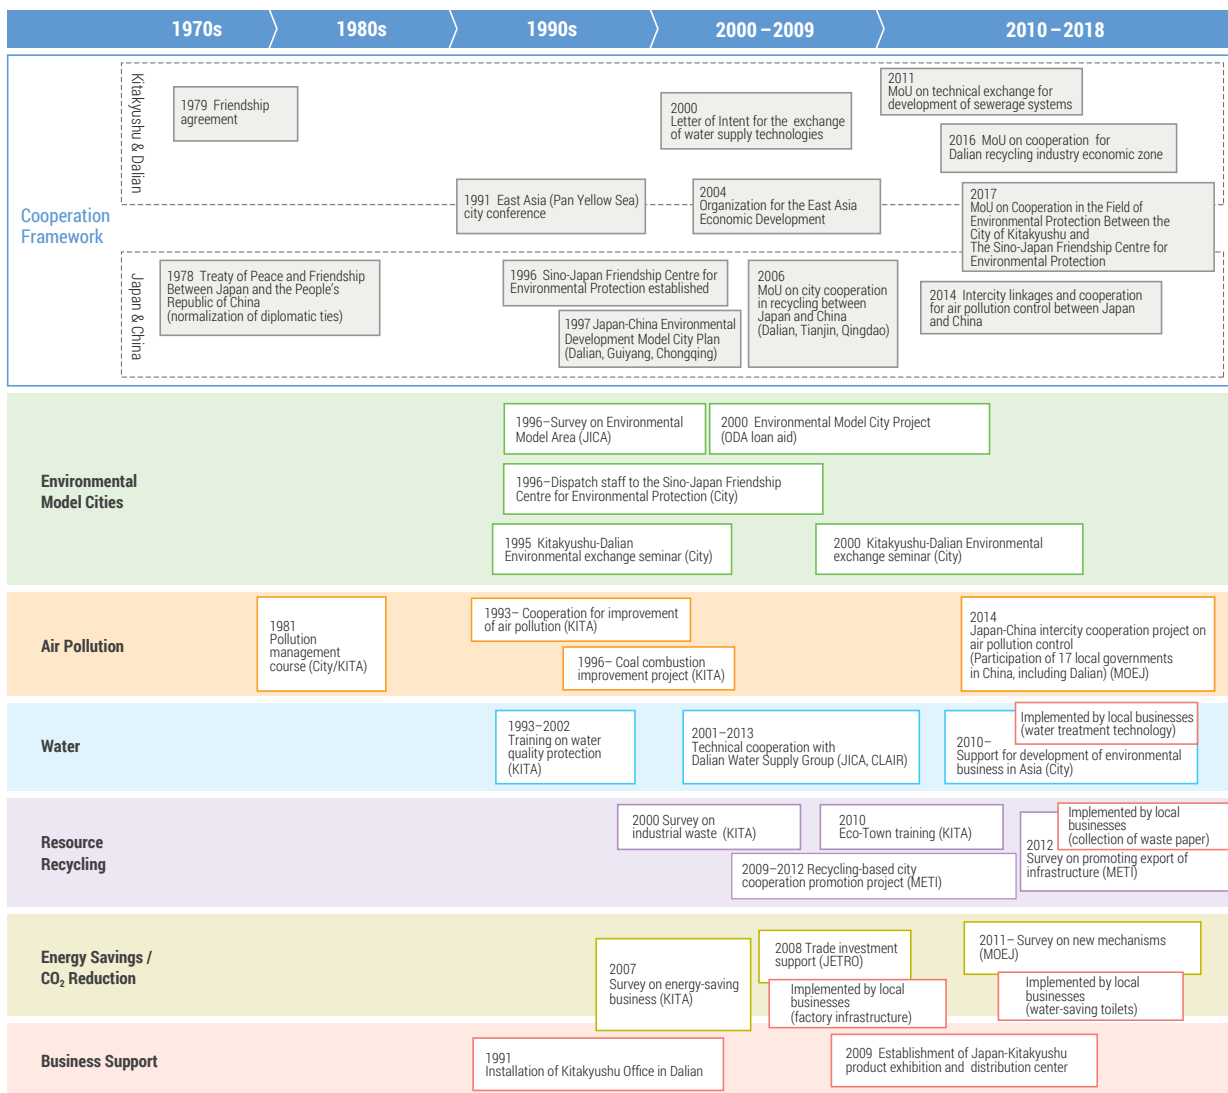 1970s
1980s
1990s
2000–2009
2010–2018
Cooperation
Framework
Kitakyushu & Dalian
1979 Friendship
agreement
2000
Letter of Intent for the exchange
of water supply technologies
2011
MoU on technical exchange for
development of sewerage systems
2016 MoU on cooperation for
Dalian recycling industry economic zone
1991 East Asia (Pan Yellow Sea)
city conference
2004
Organization for the East Asia
Economic Development
2017
MoU on Cooperation in the Field of
Environmental Protection Between the
City of Kitakyushu and
The Sino-Japan Friendship Centre for
Environmental Protection
Japan & China
1978 Treaty of Peace and Friendship
Between Japan and the People's
Republic of China
(normalization of diplomatic ties)
1996 Sino-Japan Friendship Centre for
Environmental Protection established
1997 Japan-China Environmental
Development Model City Plan
(Dalian, Guiyang, Chongqing)
2006
MoU on city cooperation
in recycling between
Japan and China
(Dalian, Tianjin, Qingdao)
2014 Intercity linkages and cooperation
for air pollution control between Japan
and China
Environmental
Model Cities
1996–Survey on Environmental
Model Area (JICA)
2000 Environmental Model City Project
(ODA loan aid)
1996–Dispatch staff to the Sino-Japan Friendship
Centre for Environmental Protection (City)
1995 Kitakyushu-Dalian
Environmental exchange seminar (City)
2000 Kitakyushu-Dalian Environmental
exchange seminar (City)
Air Pollution
1981
Pollution
management
course (City/KITA)
1993– Cooperation for improvement
of air pollution (KITA)
1996– Coal combustion
improvement project (KITA)
2014
Japan-China intercity cooperation project on
air pollution control
(Participation of 17 local governments
in China, including Dalian) (MOEJ)
Water
1993–2002
Training on water
quality protection
(KITA)
2001–2013
Technical cooperation with
Dalian Water Supply Group (JICA, CLAIR)
Implemented by local businesses
(water treatment technology)
2010–
Support for development of environmental
business in Asia (City)
Resource
Recycling
2000 Survey on
industrial waste (KITA)
2010
Eco-Town training (KITA)
2009–2012 Recycling-based city
cooperation promotion project (METI)
Implemented by local
businesses
(collection of waste paper)
2012
Survey on promoting export of
infrastructure (METI)
Energy Savings /
CO₂ Reduction
2007
Survey on energy-saving
business (KITA)
2008 Trade investment
support (JETRO)
Implemented by local
businesses
(factory infrastructure)
2011– Survey on new mechanisms
(MOEJ)
Implemented by local
businesses
(water-saving toilets)
Business Support
1991
Installation of Kitakyushu Office in Dalian
2009 Establishment of Japan-Kitakyushu
product exhibition and distribution center